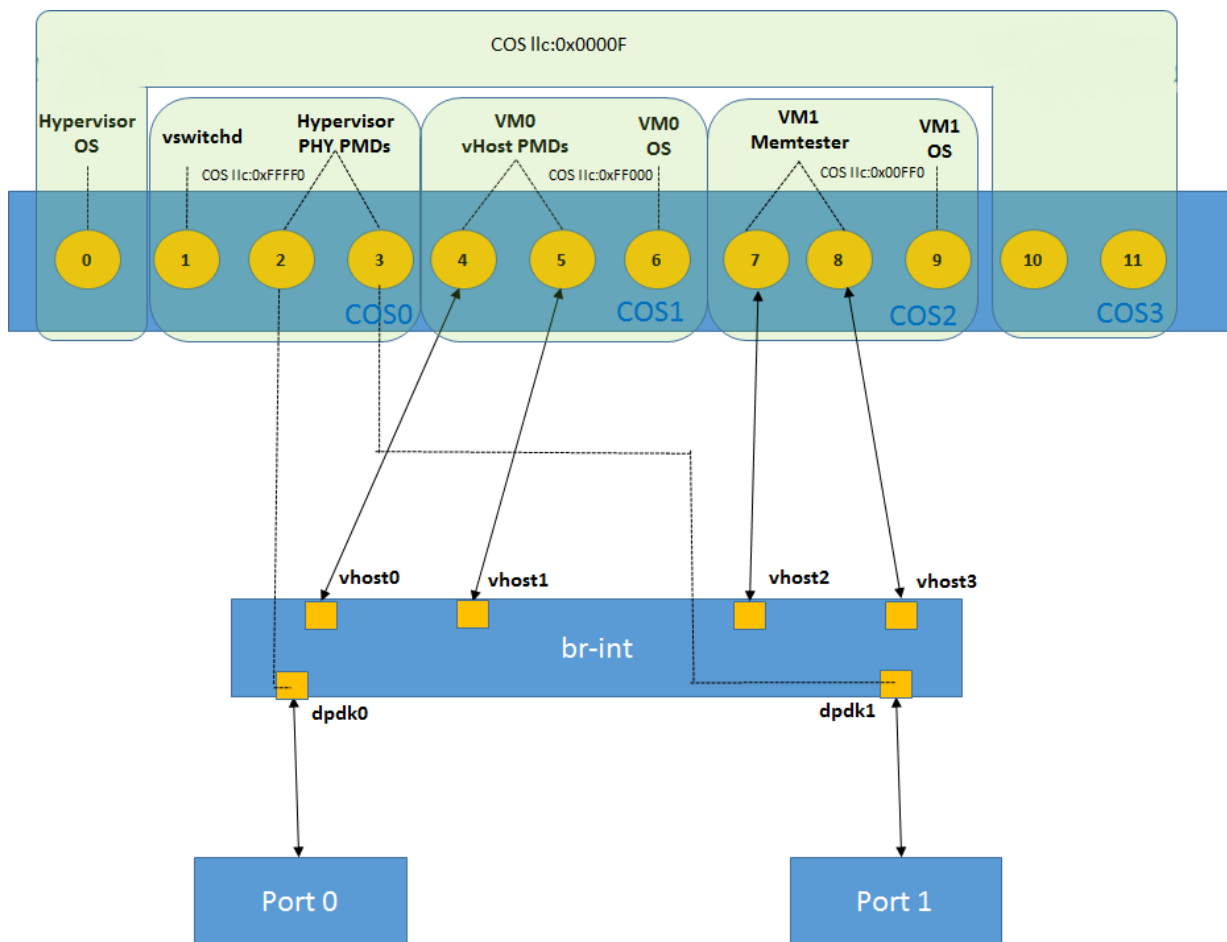 COS llc:0x0000F
Hypervisor
OS
vswitchd
Hypervisor
PHY PMDs
COS llc:0xFFFF0
VM0
vHost PMDs
VM0
OS
COS llc:0xFF000
VM1
Memtester
VM1
OS
COS llc:0x00FF0
0
1
2
3
4
5
6
7
8
9
10
11
COS0
COS1
COS2
COS3
vhost0
vhost1
vhost2
vhost3
br-int
dpdk0
dpdk1
Port 0
Port 1